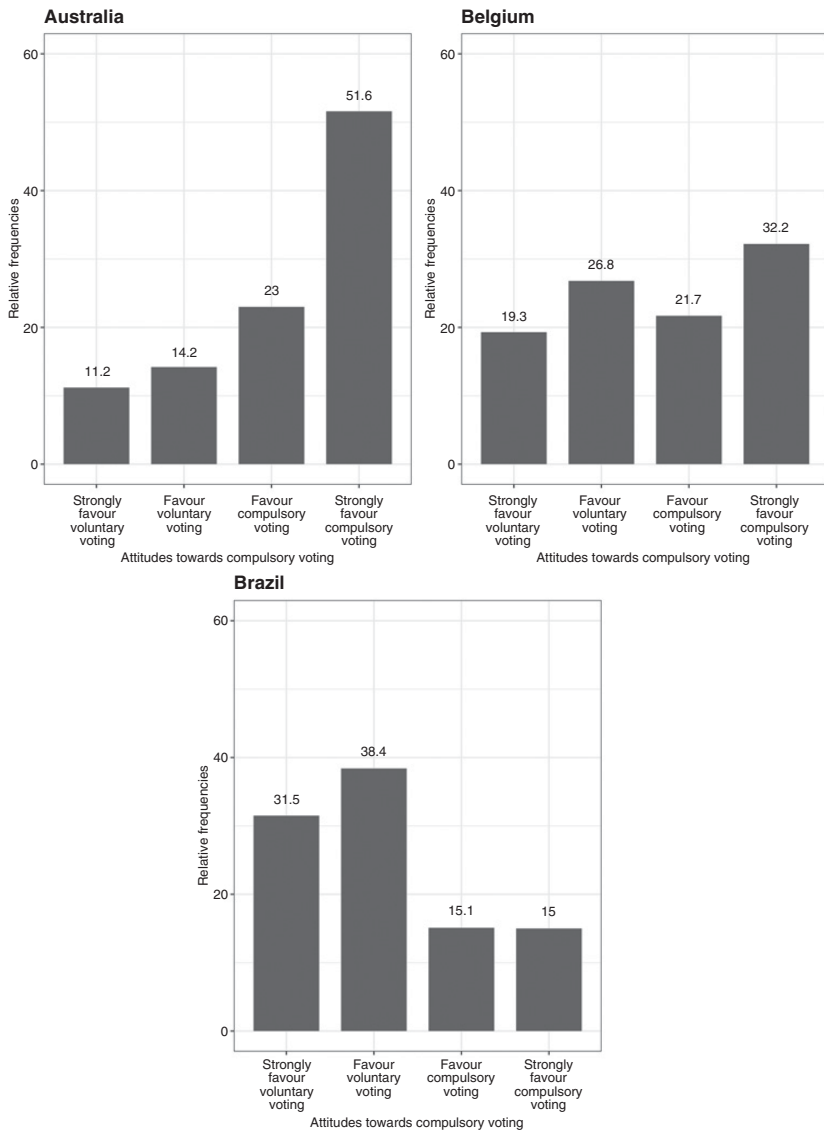 Australia
60
40
20
0
Relative frequencies
11.2
14.2
23
51.6
Strongly
favour
voluntary
voting
Favour
voluntary
voting
Favour
compulsory
voting
Strongly
favour
compulsory
voting
Attitudes towards compulsory voting
Belgium
60
40
20
0
Relative frequencies
19.3
26.8
21.7
32.2
Strongly
favour
voluntary
voting
Favour
voluntary
voting
Favour
compulsory
voting
Strongly
favour
compulsory
voting
Attitudes towards compulsory voting
Brazil
60
40
20
0
Relative frequencies
31.5
38.4
15.1
15
Strongly
favour
voluntary
voting
Favour
voluntary
voting
Favour
compulsory
voting
Strongly
favour
compulsory
voting
Attitudes towards compulsory voting